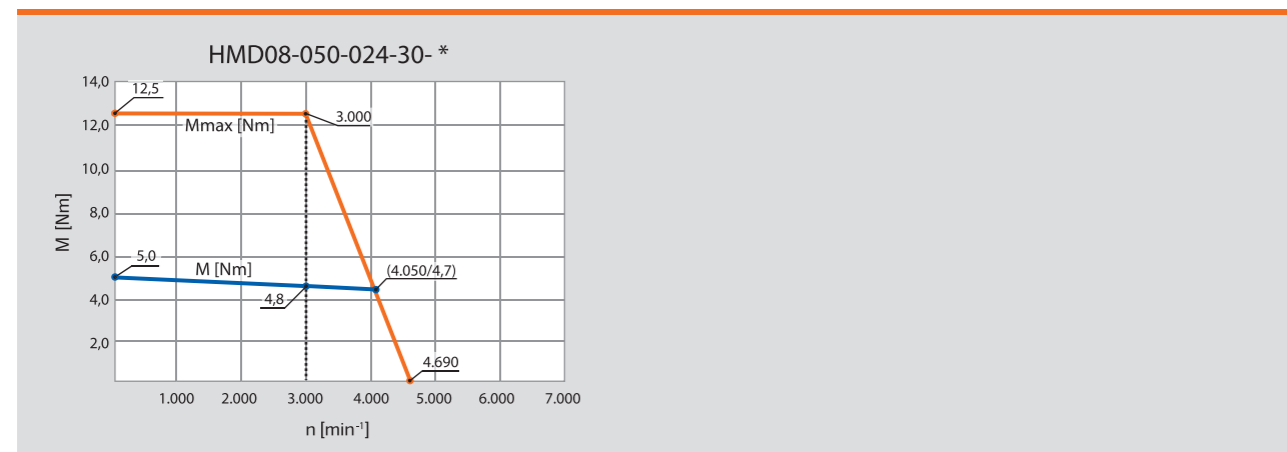 HMD08-050-024-30- *
14,0
12,5
3.000
12,0
Mmax [Nm]
10,0
8,0
M [Nm]
6,0
5,0
M [Nm]
(4.050/4,7)
4,0
4,8
2,0
4.690
1.000 2.000 3.000 4.000 5.000 6.000 7.000
n [min-1]